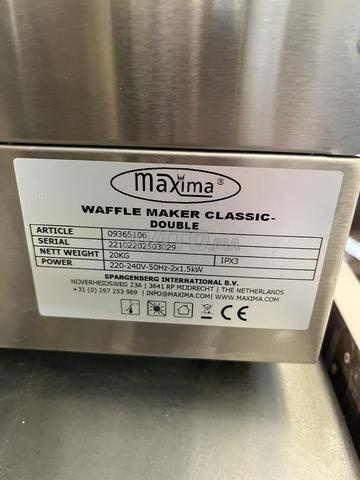 maxima®
WAFFLE MAKER CLASSIC-
DOUBLE
ARTICLE 09365106
SERIAL 22102202503029
NETT WEIGHT 20KG IPX3
POWER 220-240V-50Hz-2x1.5kW
SPANGENBERG INTERNATIONAL B.V.
NIJVERHEIDSWEG 23A | 3641 RP MIJDRECHT | THE NETHERLANDS
+31 (0) 297 253 969 | INFO@MAXIMA.COM | WWW.MAXIMA.COM
CE